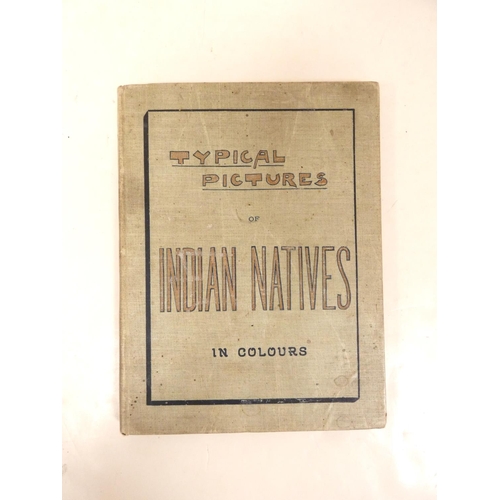 TYPICAL
PICTURES
OF
INDIAN NATIVES
IN COLOURS